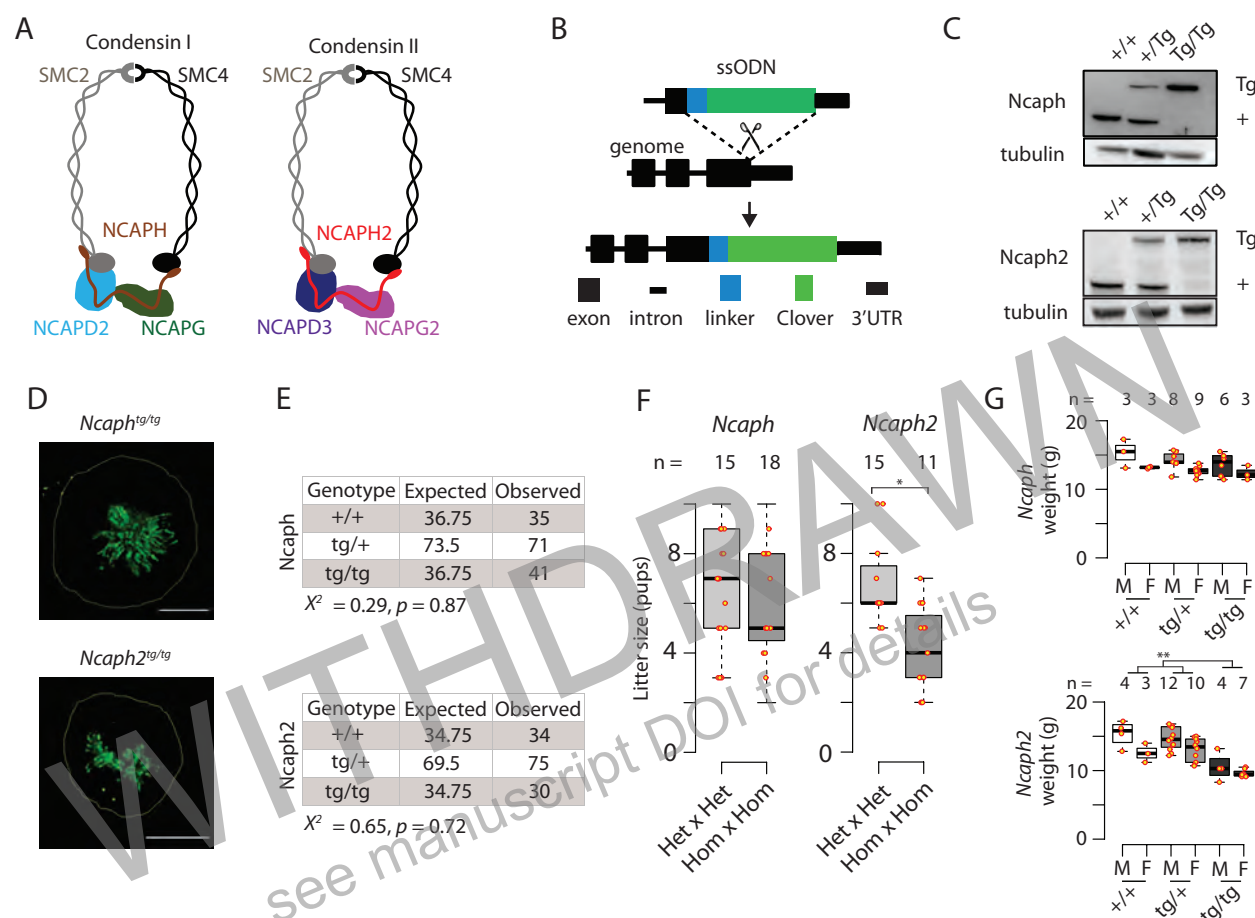 A
Condensin I
SMC2
SMC4
NCAPH
NCAPD2
NCAPG
Condensin II
SMC2
SMC4
NCAPH2
NCAPD3
NCAPG2
B
ssODN
genome
exon intron linker Clover 3'UTR
C
+/+ +/Tg Tg/Tg
Ncaph
Tg
+
tubulin
+/+ +/Tg Tg/Tg
Ncaph2
Tg
+
tubulin
D
Ncaph^tg/tg
Ncaph2^tg/tg
E
Ncaph
Genotype Expected Observed
+/+ 36.75 35
tg/+ 73.5 71
tg/tg 36.75 41
X² = 0.29, p = 0.87
Ncaph2
Genotype Expected Observed
+/+ 34.75 34
tg/+ 69.5 75
tg/tg 34.75 30
X² = 0.65, p = 0.72
F
Ncaph Ncaph2
n = 15 18 15 11
*
Litter size (pups)
8
4
0
8
4
0
Het x Het
Hom x Hom
Het x Het
Hom x Hom
G
n = 3 3 8 9 6 3
Ncaph
weight (g)
20
10
0
M F M F M F
+/+ tg/+ tg/tg
**
n = 4 3 12 10 4 7
Ncaph2
weight (g)
20
10
0
M F M F M F
+/+ tg/+ tg/tg
WITHDRAWN
see manuscript DOI for details